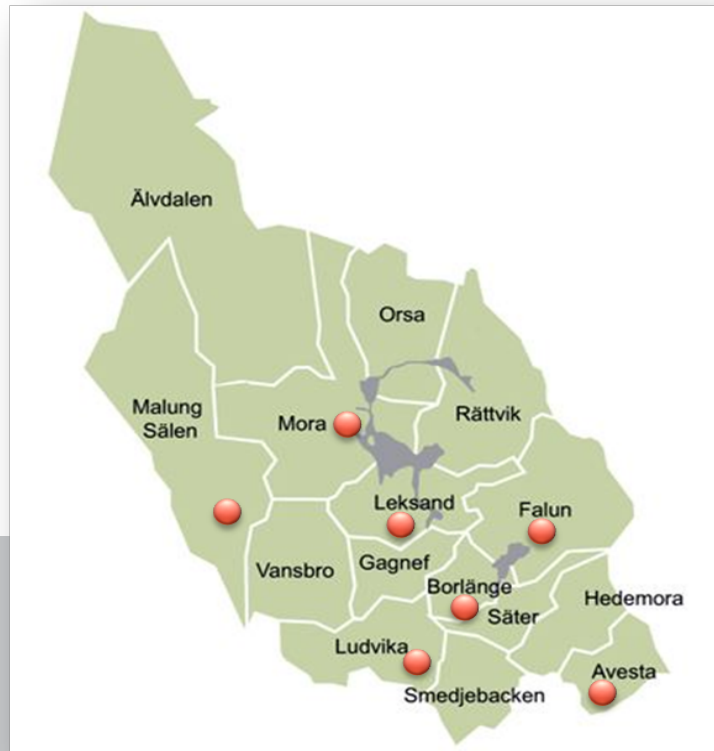 Älvdalen
Orsa
Malung
Sälen
Mora
Rättvik
Leksand
Falun
Gagnef
Vansbro
Borlänge
Hedemora
Säter
Ludvika
Avesta
Smedjebacken